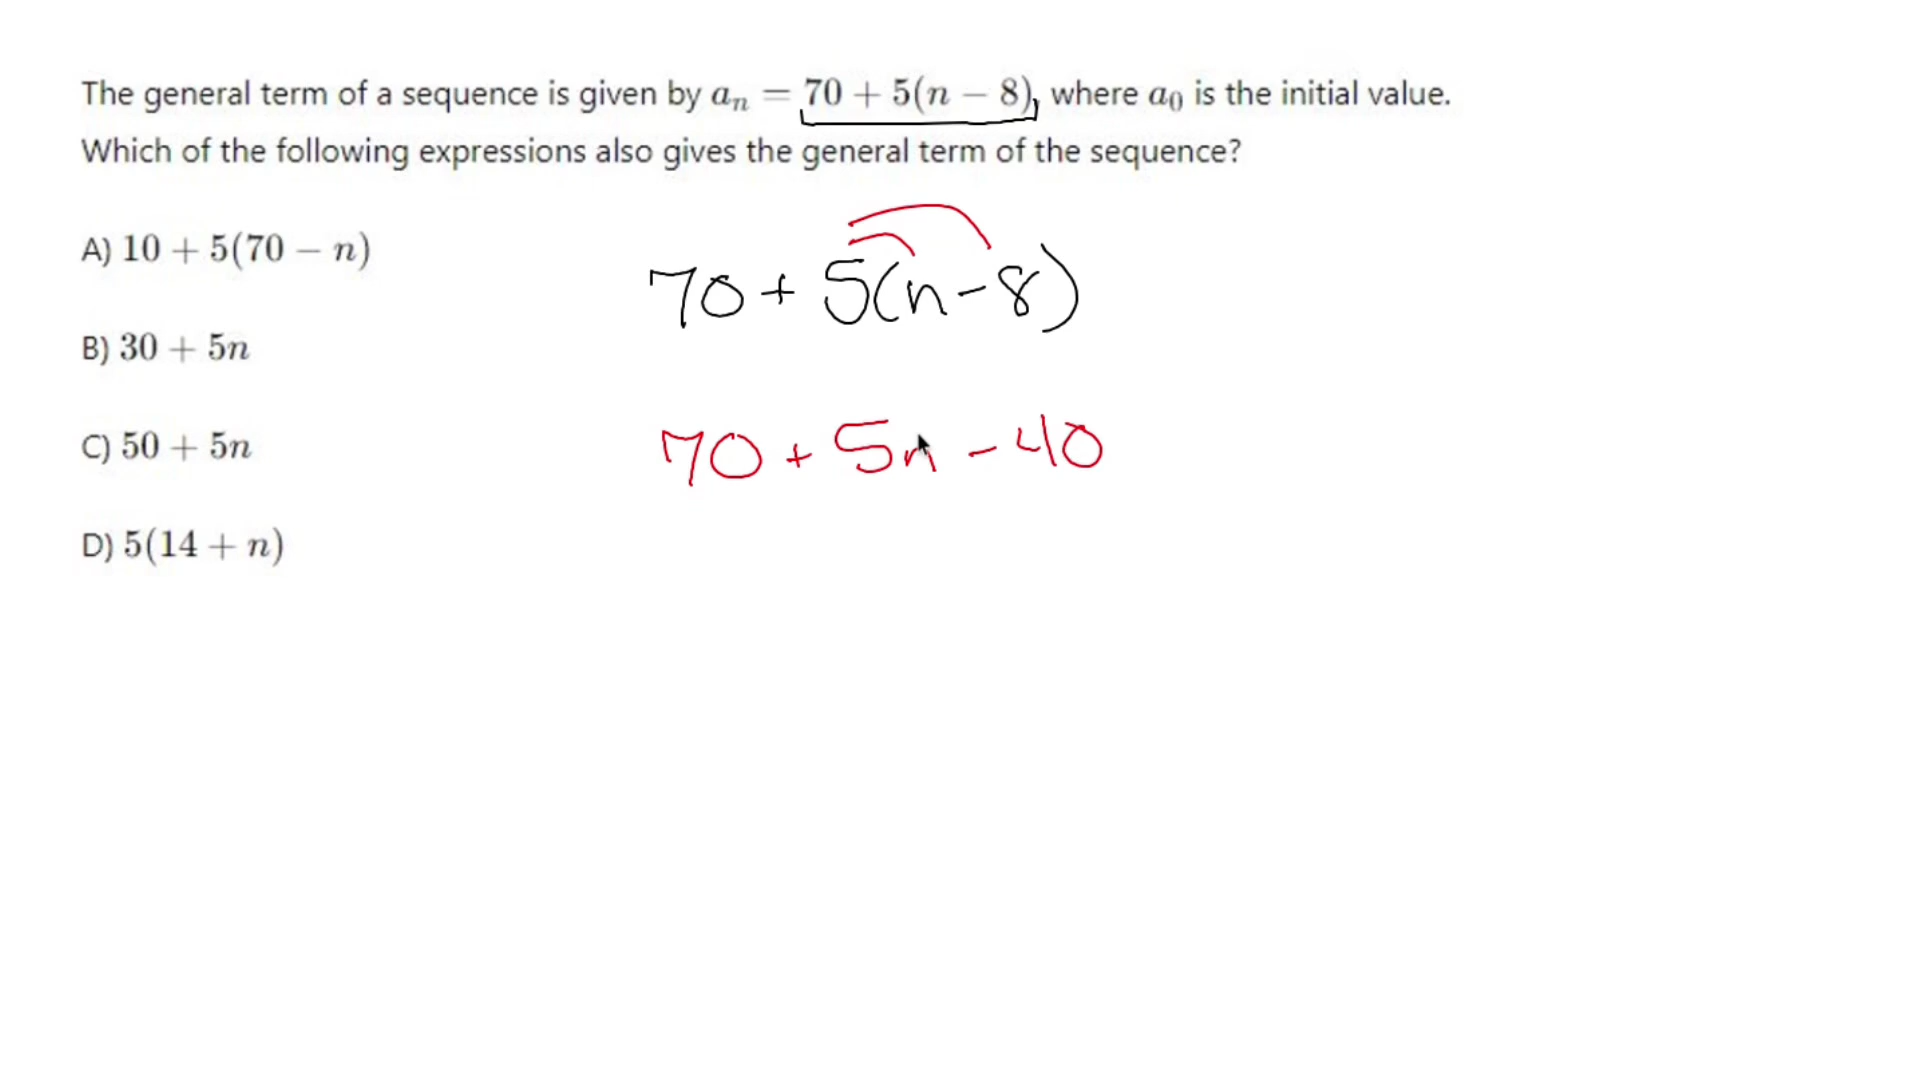 The general term of a sequence is given by aₙ = 70 + 5(n − 8), where a₀ is the initial value.
Which of the following expressions also gives the general term of the sequence?
A) 10 + 5(70 − n)
70 + 5(n − 8)
B) 30 + 5n
C) 50 + 5n
70 + 5n − 40
D) 5(14 + n)